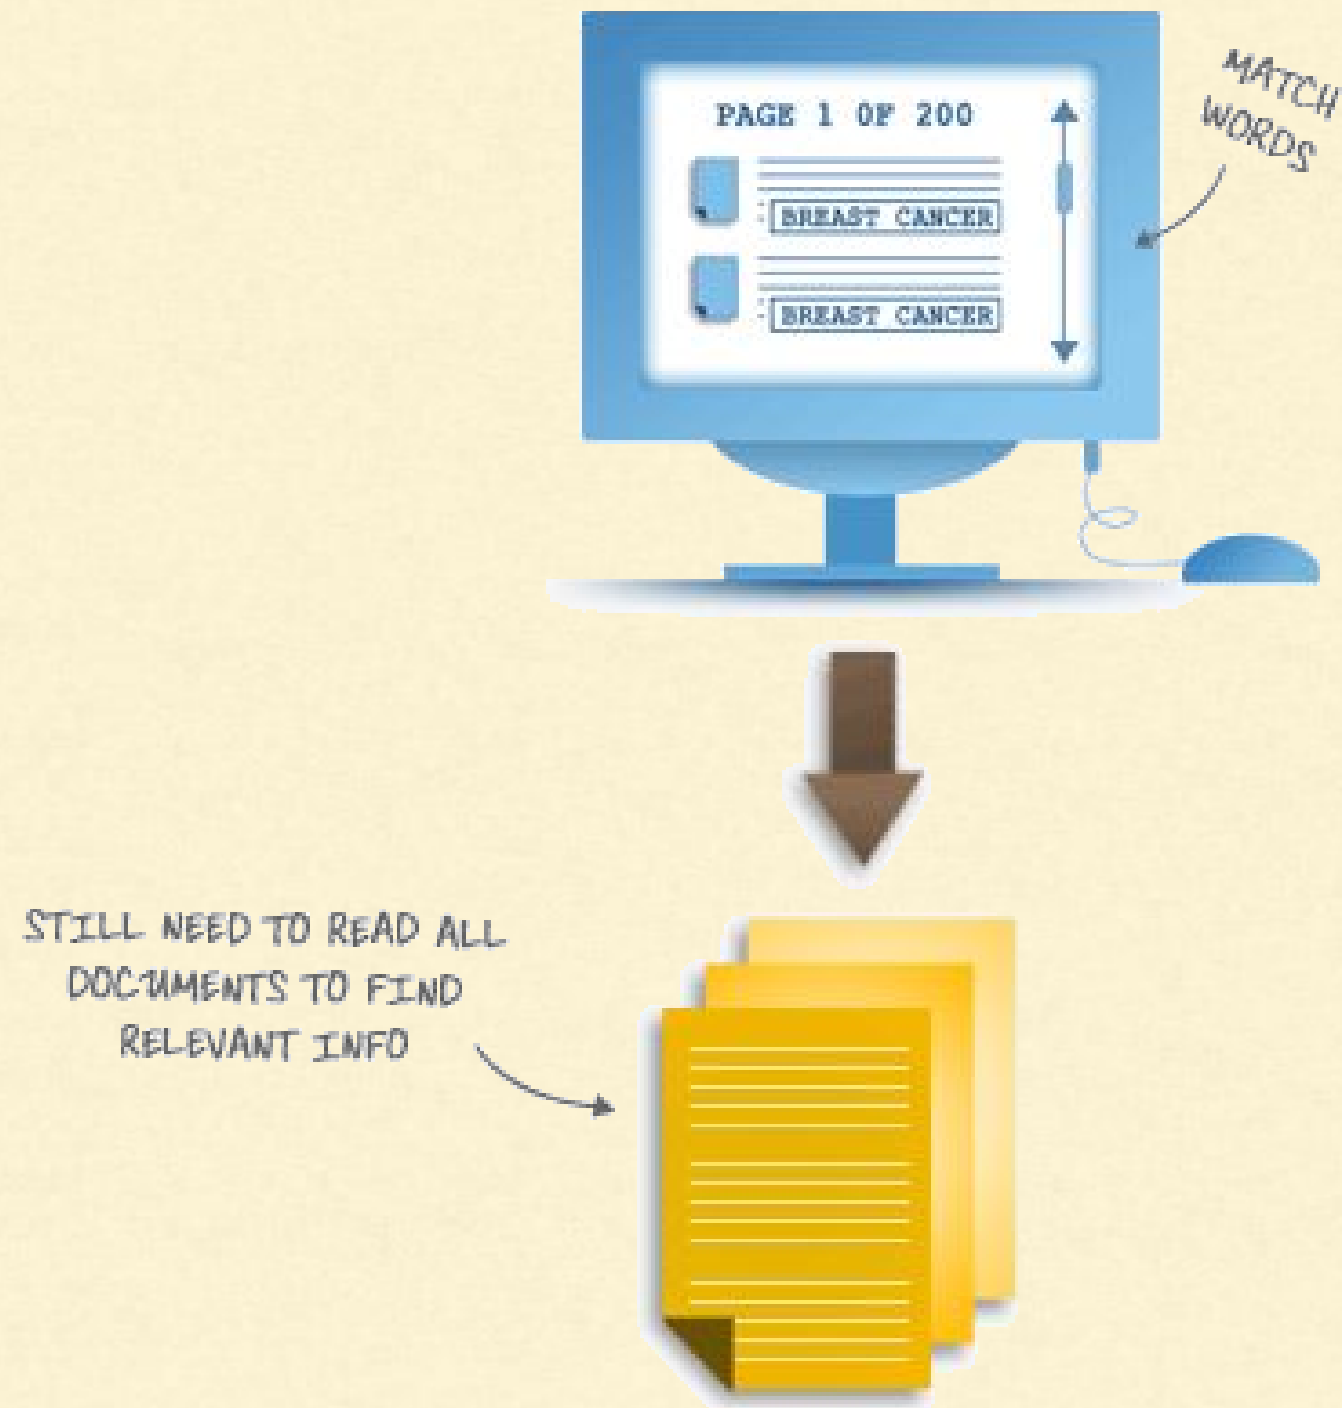 PAGE 1 OF 200
BREAST CANCER
BREAST CANCER
MATCH
WORDS
STILL NEED TO READ ALL
DOCUMENTS TO FIND
RELEVANT INFO